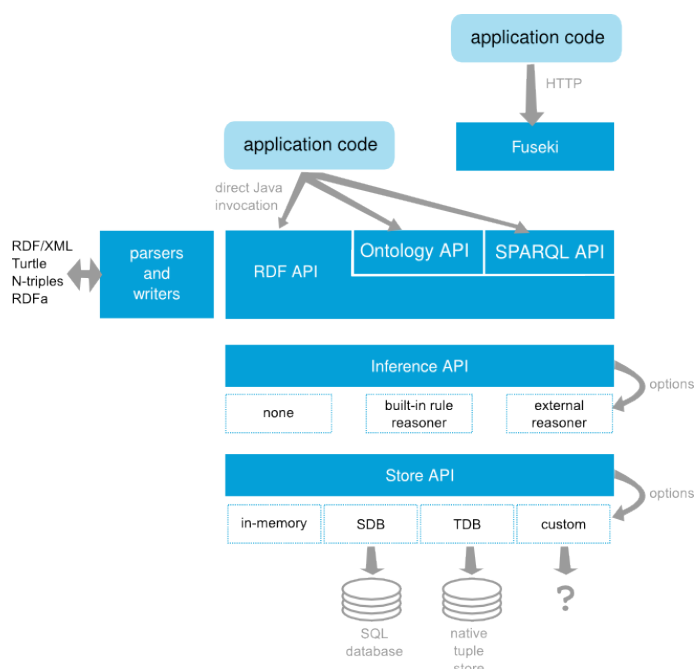 application code
HTTP
Fuseki
application code
direct Java
invocation
RDF/XML
Turtle
N-triples
RDFa
parsers
and
writers
RDF API
Ontology API
SPARQL API
Inference API
options
none
built-in rule
reasoner
external
reasoner
Store API
options
in-memory
SDB
TDB
custom
?
SQL
database
native
tuple
store